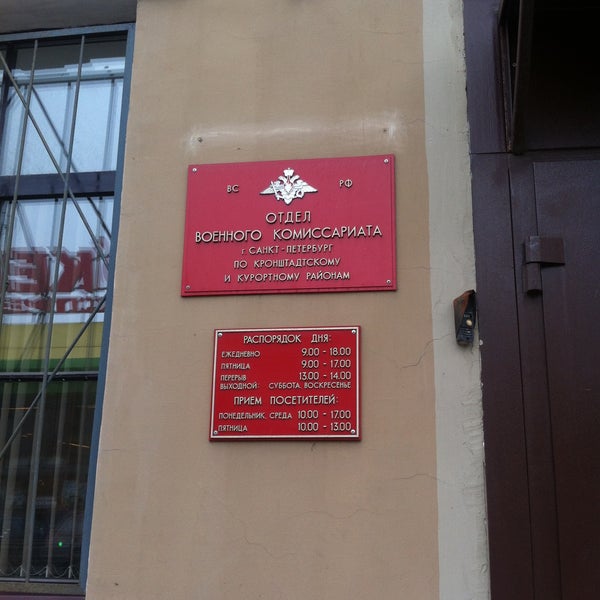 ВС РФ
ОТДЕЛ
ВОЕННОГО КОМИССАРИАТА
г. САНКТ-ПЕТЕРБУРГ
ПО КРОНШТАДТСКОМУ
И КУРОРТНОМУ РАЙОНАМ
РАСПОРЯДОК ДНЯ:
ЕЖЕДНЕВНО 9.00 - 18.00
ПЯТНИЦА 9.00 - 17.00
ПЕРЕРЫВ 13.00 - 14.00
ВЫХОДНОЙ: СУББОТА, ВОСКРЕСЕНЬЕ
ПРИЕМ ПОСЕТИТЕЛЕЙ:
ПОНЕДЕЛЬНИК, СРЕДА 10.00 - 17.00
ПЯТНИЦА 10.00 - 13.00